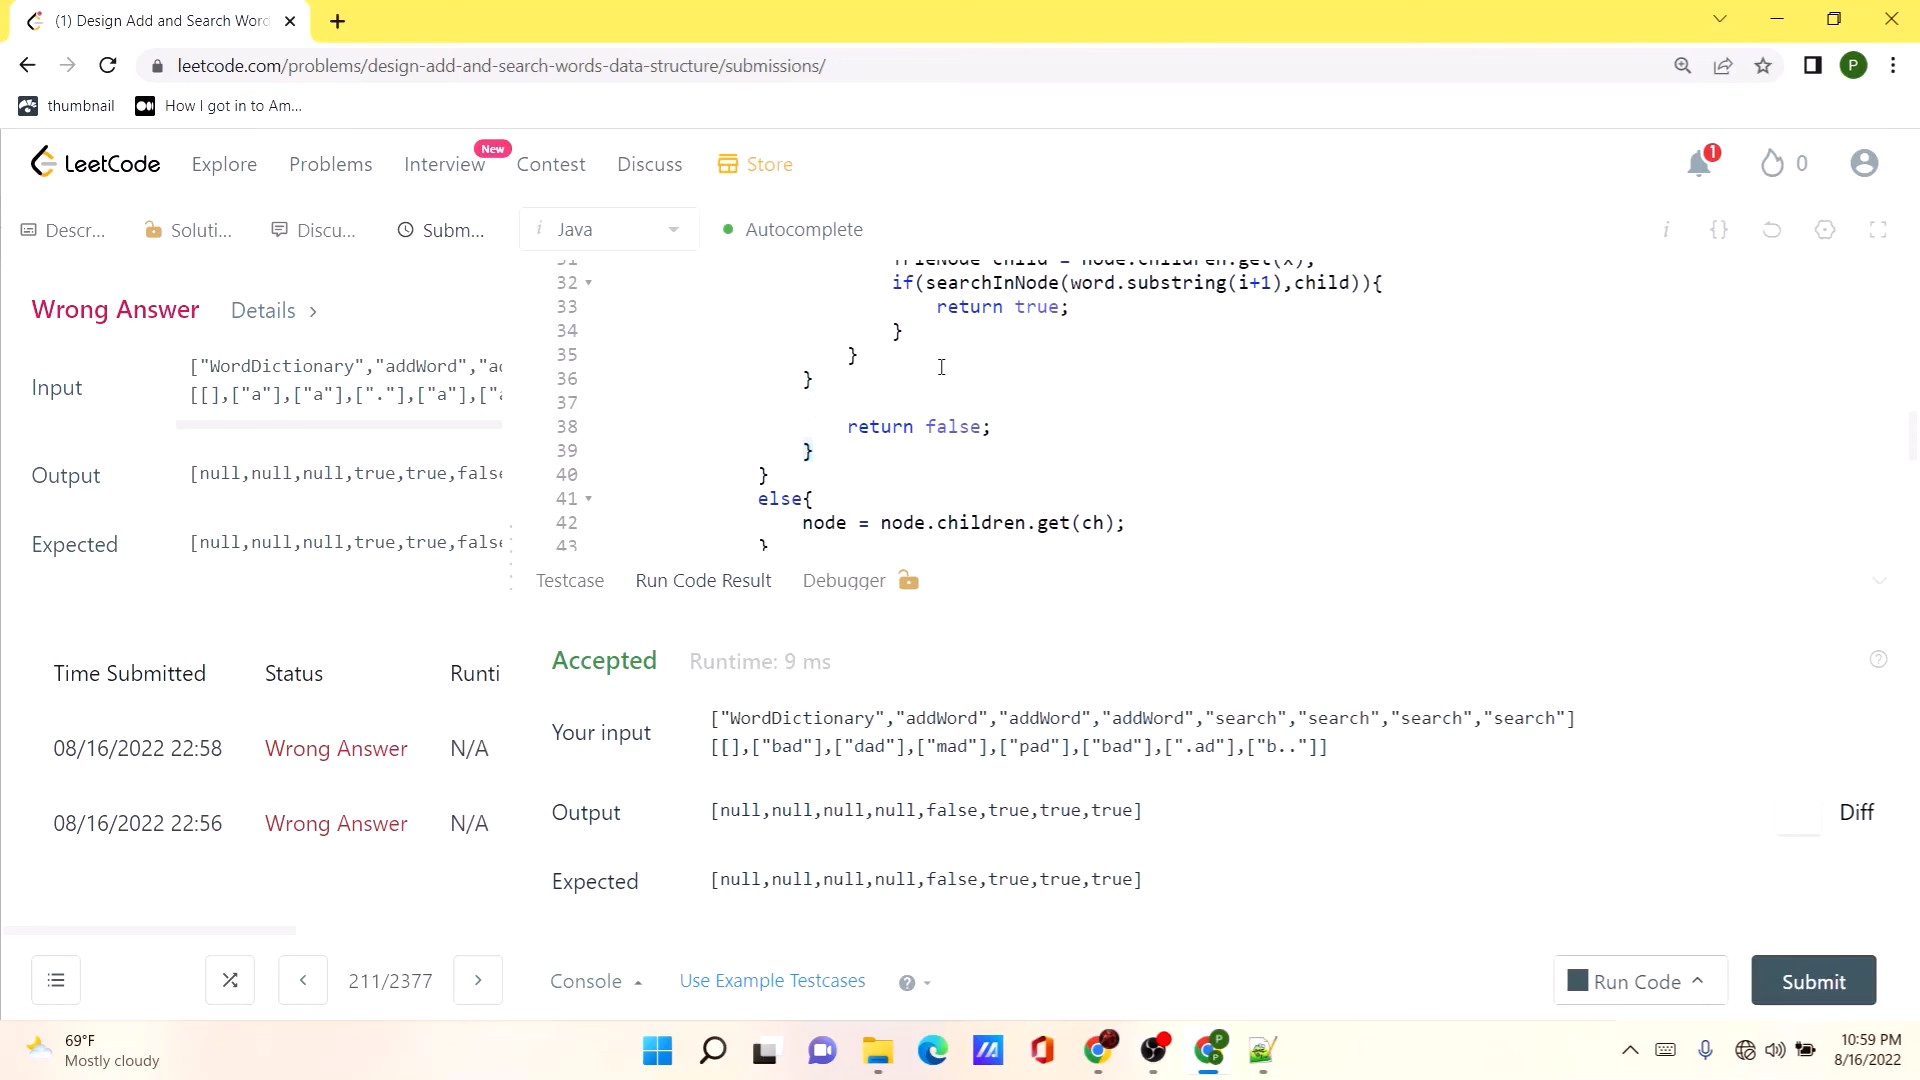 (1) Design Add and Search Word
leetcode.com/problems/design-add-and-search-words-data-structure/submissions/
P
thumbnail
How I got in to Am...
LeetCode
Explore
Problems
Interview
New
Contest
Discuss
Store
1
0
Descr...
Soluti...
Discu...
Subm...
i Java
Autocomplete
i {}
Wrong Answer
Details >
Input
["WordDictionary","addWord","ad
[[],["a"],["a"],["."],["a"],["a
Output
[null,null,null,true,true,false
Expected
[null,null,null,true,true,false
31 TrieNode child = node.children.get(x);
32 if(searchInNode(word.substring(i+1),child)){
33 return true;
34 }
35 }
36 }
37
38 return false;
39 }
40 }
41 else{
42 node = node.children.get(ch);
43 }
Testcase
Run Code Result
Debugger
Time Submitted Status Runti
08/16/2022 22:58 Wrong Answer N/A
08/16/2022 22:56 Wrong Answer N/A
Accepted
Runtime: 9 ms
Your input
["WordDictionary","addWord","addWord","addWord","search","search","search","search"]
[[],["bad"],["dad"],["mad"],["pad"],["bad"],[".ad"],["b.."]]
Output
[null,null,null,null,false,true,true,true]
Diff
Expected
[null,null,null,null,false,true,true,true]
211/2377
Console
Use Example Testcases
Run Code
Submit
69°F
Mostly cloudy
10:59 PM
8/16/2022